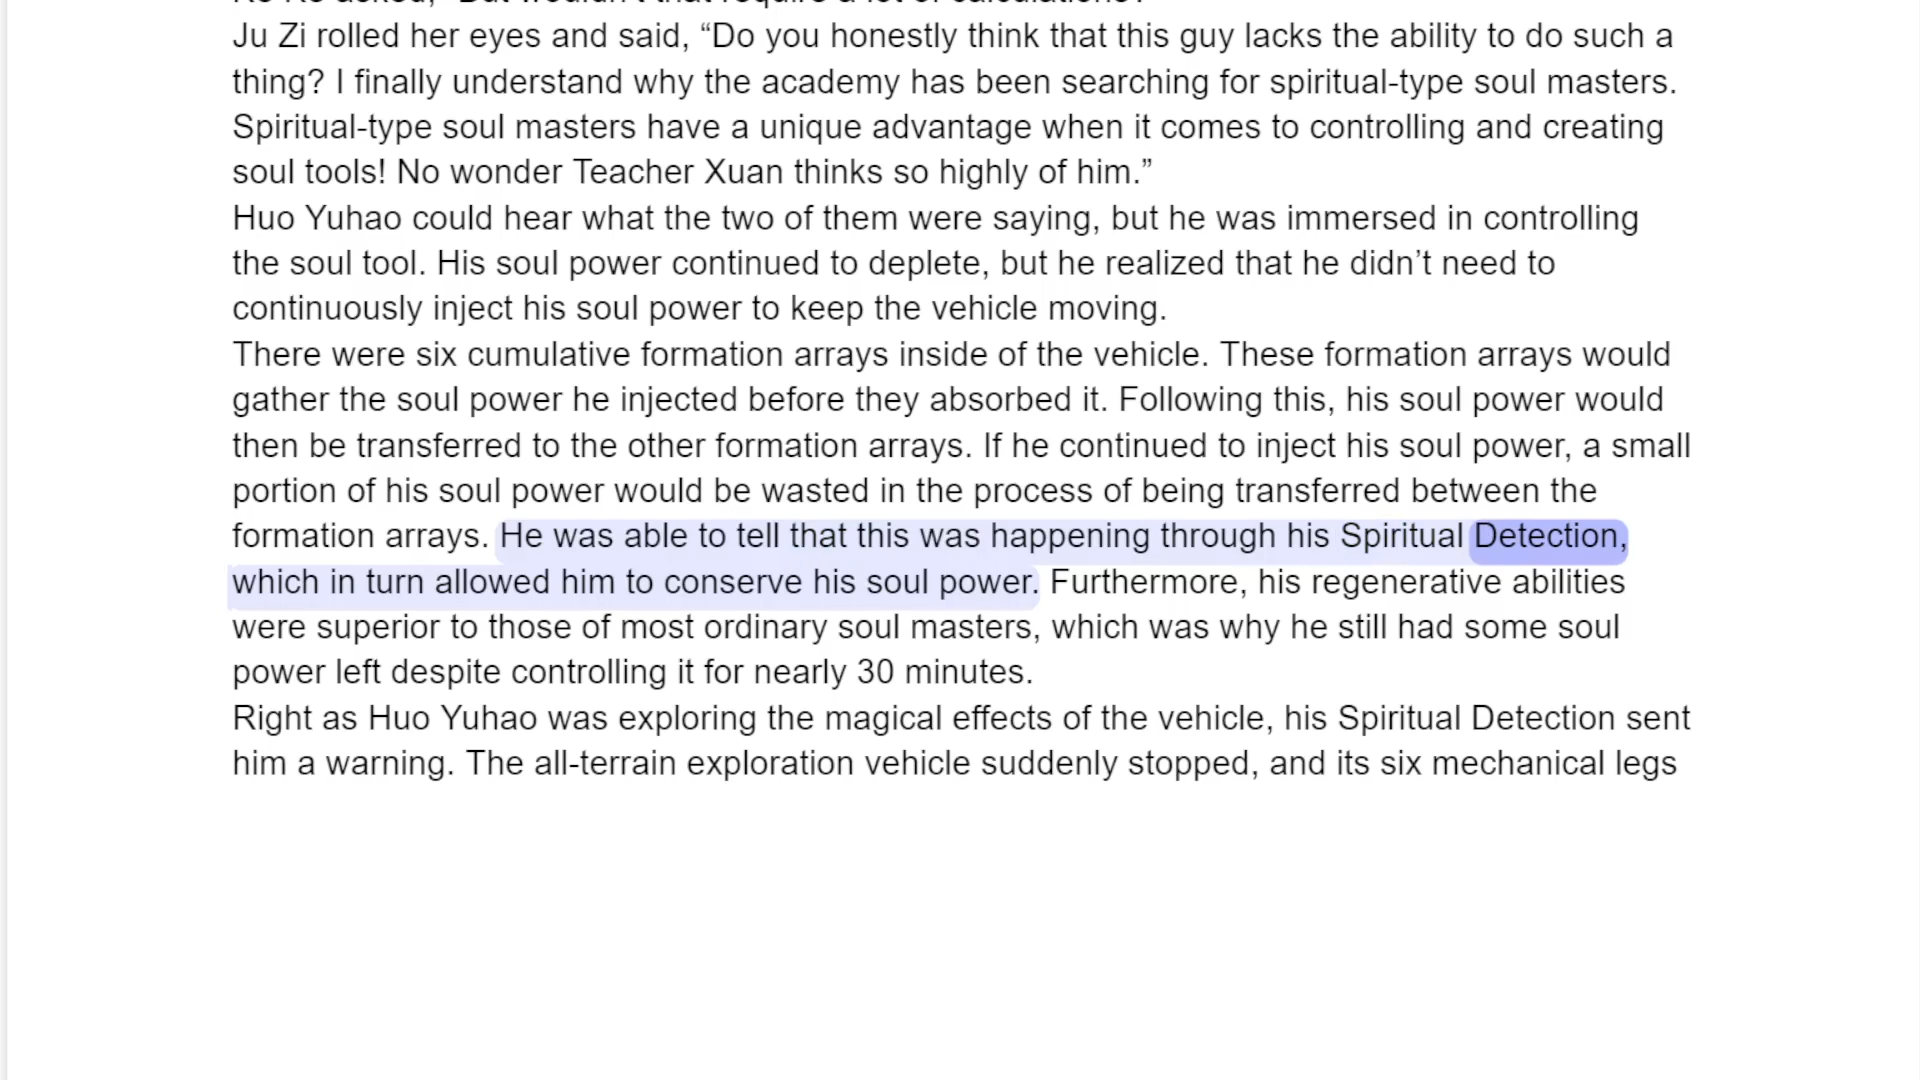 Ju Zi rolled her eyes and said, “Do you honestly think that this guy lacks the ability to do such a
thing? I finally understand why the academy has been searching for spiritual-type soul masters.
Spiritual-type soul masters have a unique advantage when it comes to controlling and creating
soul tools! No wonder Teacher Xuan thinks so highly of him.”
Huo Yuhao could hear what the two of them were saying, but he was immersed in controlling
the soul tool. His soul power continued to deplete, but he realized that he didn’t need to
continuously inject his soul power to keep the vehicle moving.
There were six cumulative formation arrays inside of the vehicle. These formation arrays would
gather the soul power he injected before they absorbed it. Following this, his soul power would
then be transferred to the other formation arrays. If he continued to inject his soul power, a small
portion of his soul power would be wasted in the process of being transferred between the
formation arrays. He was able to tell that this was happening through his Spiritual Detection,
which in turn allowed him to conserve his soul power. Furthermore, his regenerative abilities
were superior to those of most ordinary soul masters, which was why he still had some soul
power left despite controlling it for nearly 30 minutes.
Right as Huo Yuhao was exploring the magical effects of the vehicle, his Spiritual Detection sent
him a warning. The all-terrain exploration vehicle suddenly stopped, and its six mechanical legs